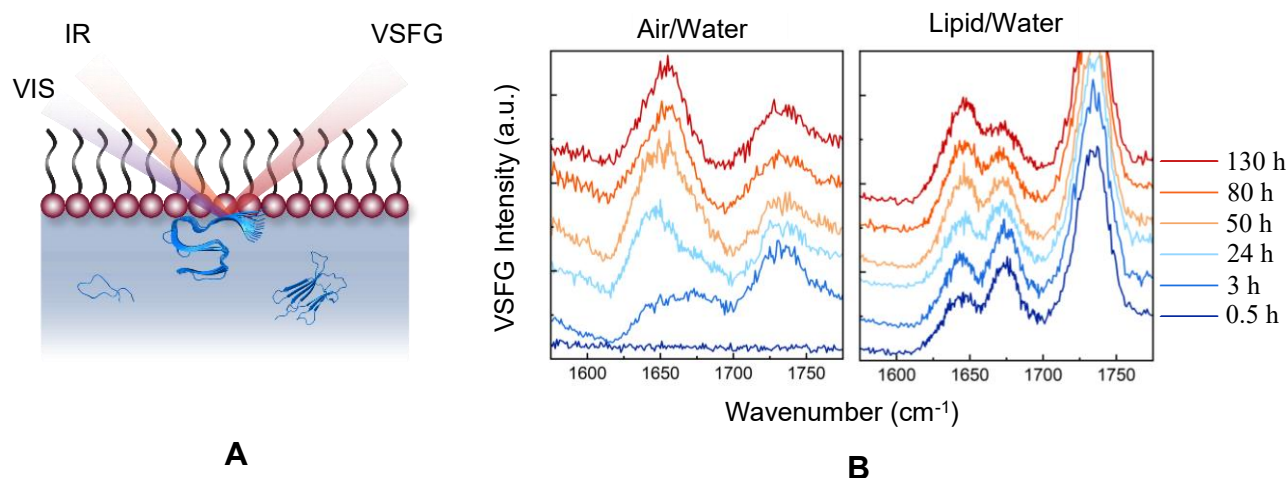 IR
VSFG
VIS
A
Air/Water
Lipid/Water
VSFG Intensity (a.u.)
1600 1650 1700 1750
1600 1650 1700 1750
Wavenumber (cm⁻¹)
130 h
80 h
50 h
24 h
3 h
0.5 h
B